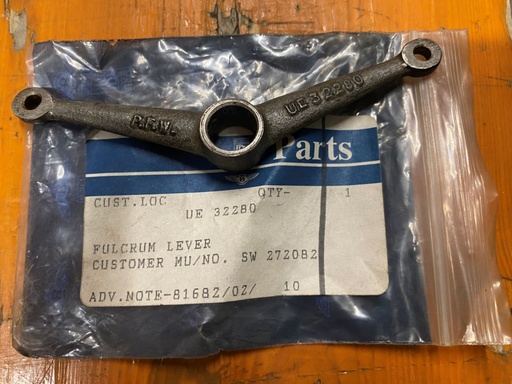 P.F.W. UE 32280
Parts
CUST.LOC QTY- 1
UE 32280
FULCRUM LEVER
CUSTOMER MU/NO. SW 272082
ADV.NOTE-81682/02/ 10